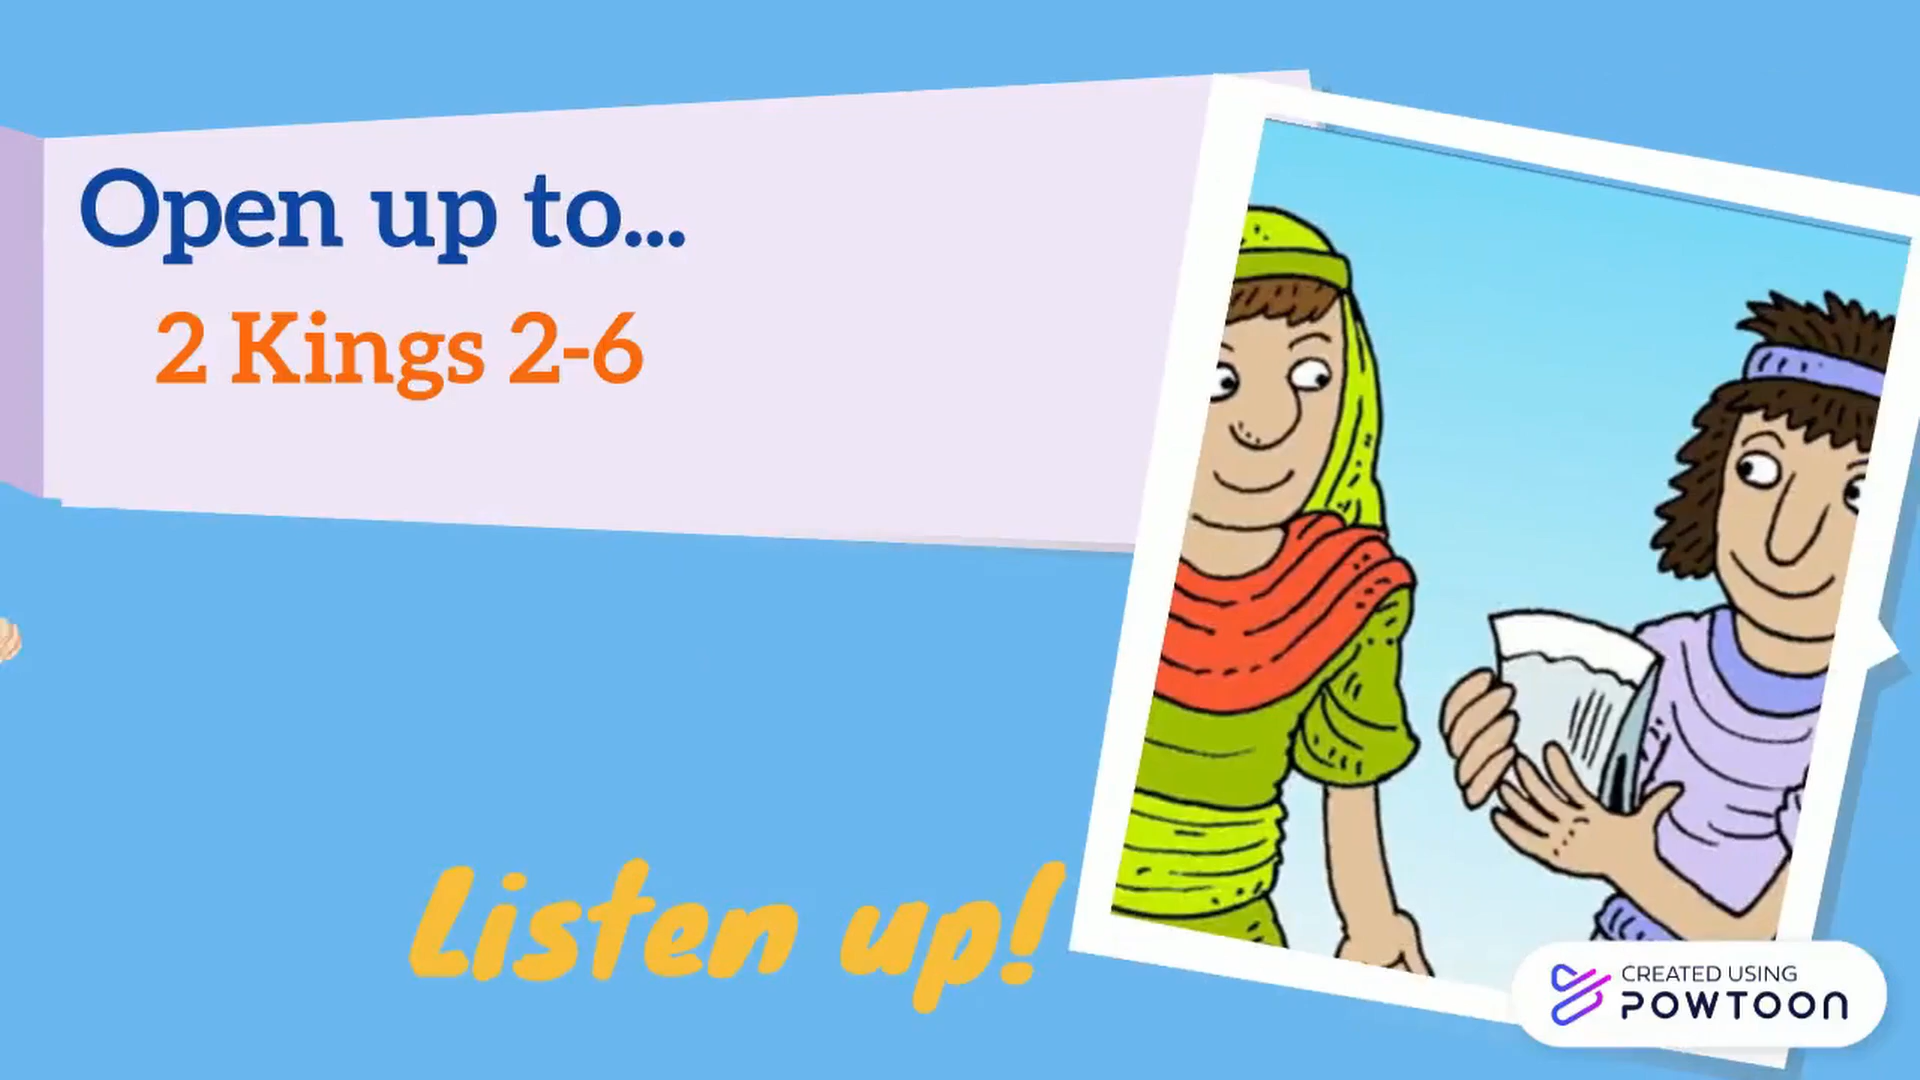 Open up to...
2 Kings 2-6
Listen up!
CREATED USING
POWTOON